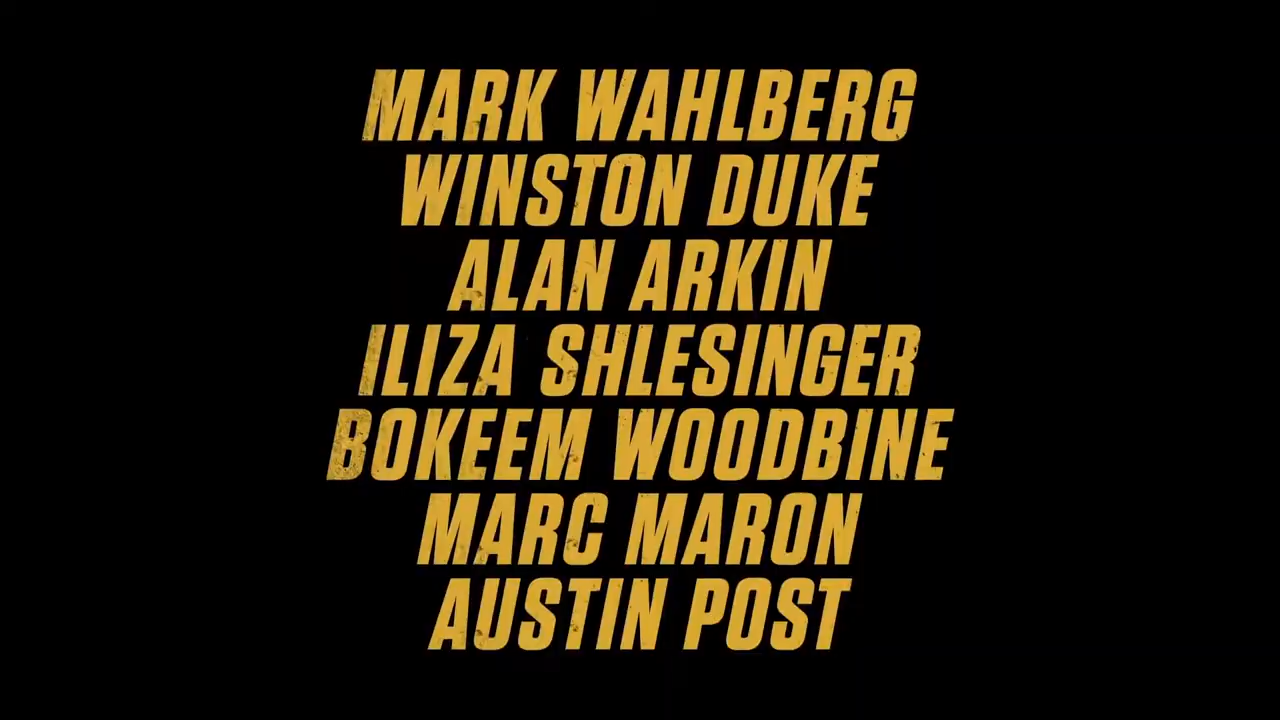 MARK WAHLBERG
WINSTON DUKE
ALAN ARKIN
ILIZA SHLESINGER
BOKEEM WOODBINE
MARC MARON
AUSTIN POST